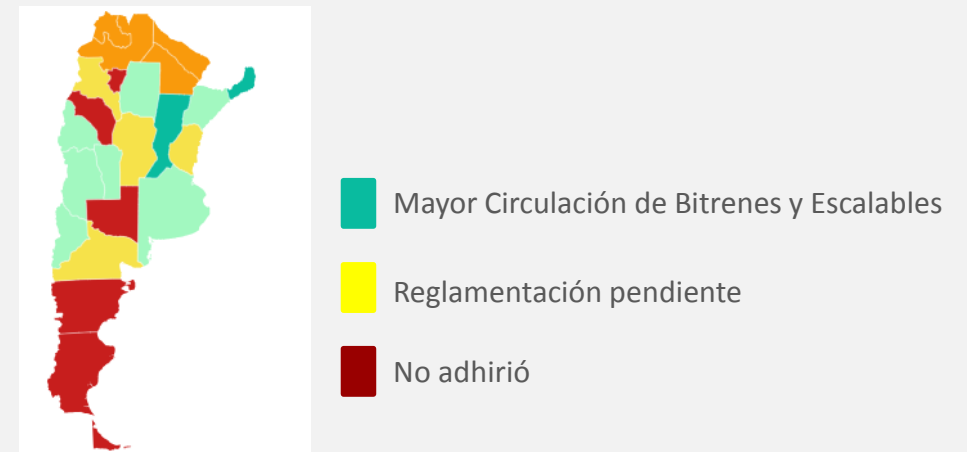 Mayor Circulación de Bitrenes y Escalables
Reglamentación pendiente
No adhirió